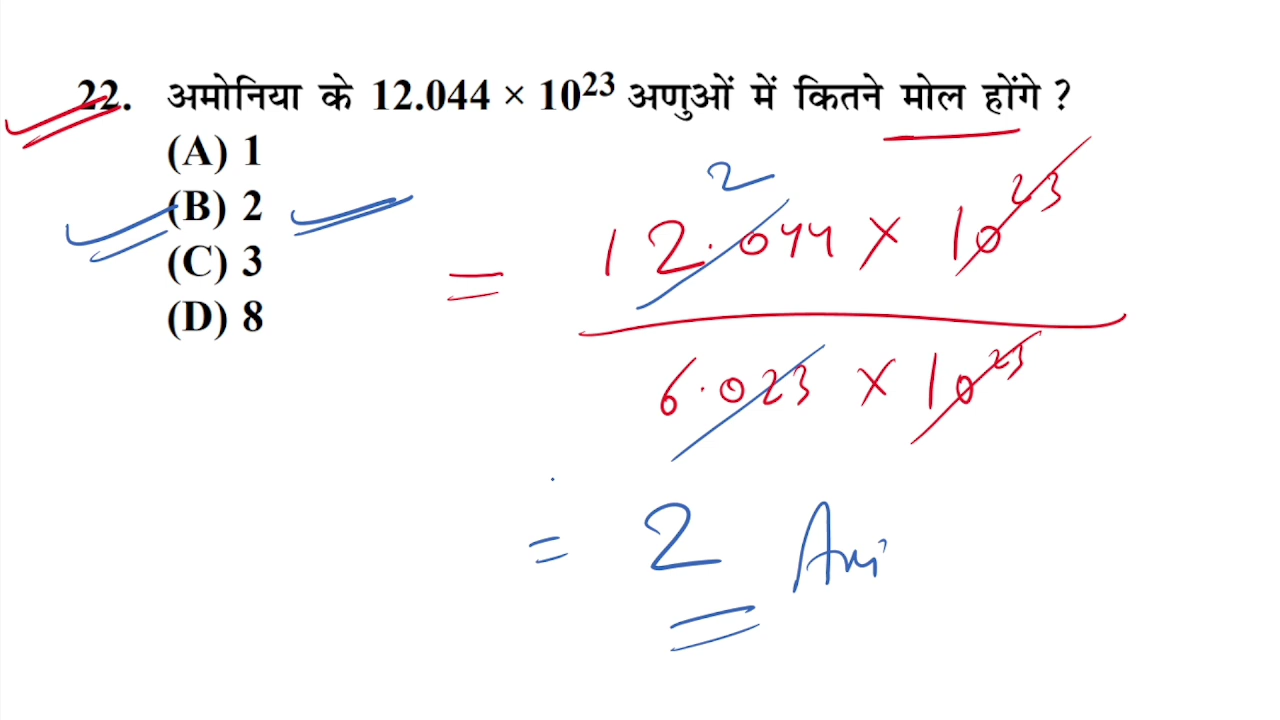 22. अमोनिया के 12.044 × 10²³ अणुओं में कितने मोल होंगे ?
(A) 1
(B) 2
(C) 3
(D) 8
2
= 12.044 × 10²³
6.023 × 10²³
= 2 Ans